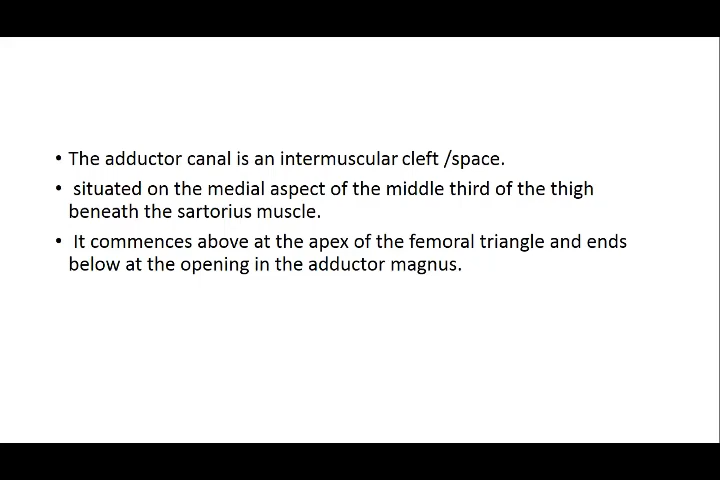 • The adductor canal is an intermuscular cleft /space.
• situated on the medial aspect of the middle third of the thigh
beneath the sartorius muscle.
• It commences above at the apex of the femoral triangle and ends
below at the opening in the adductor magnus.